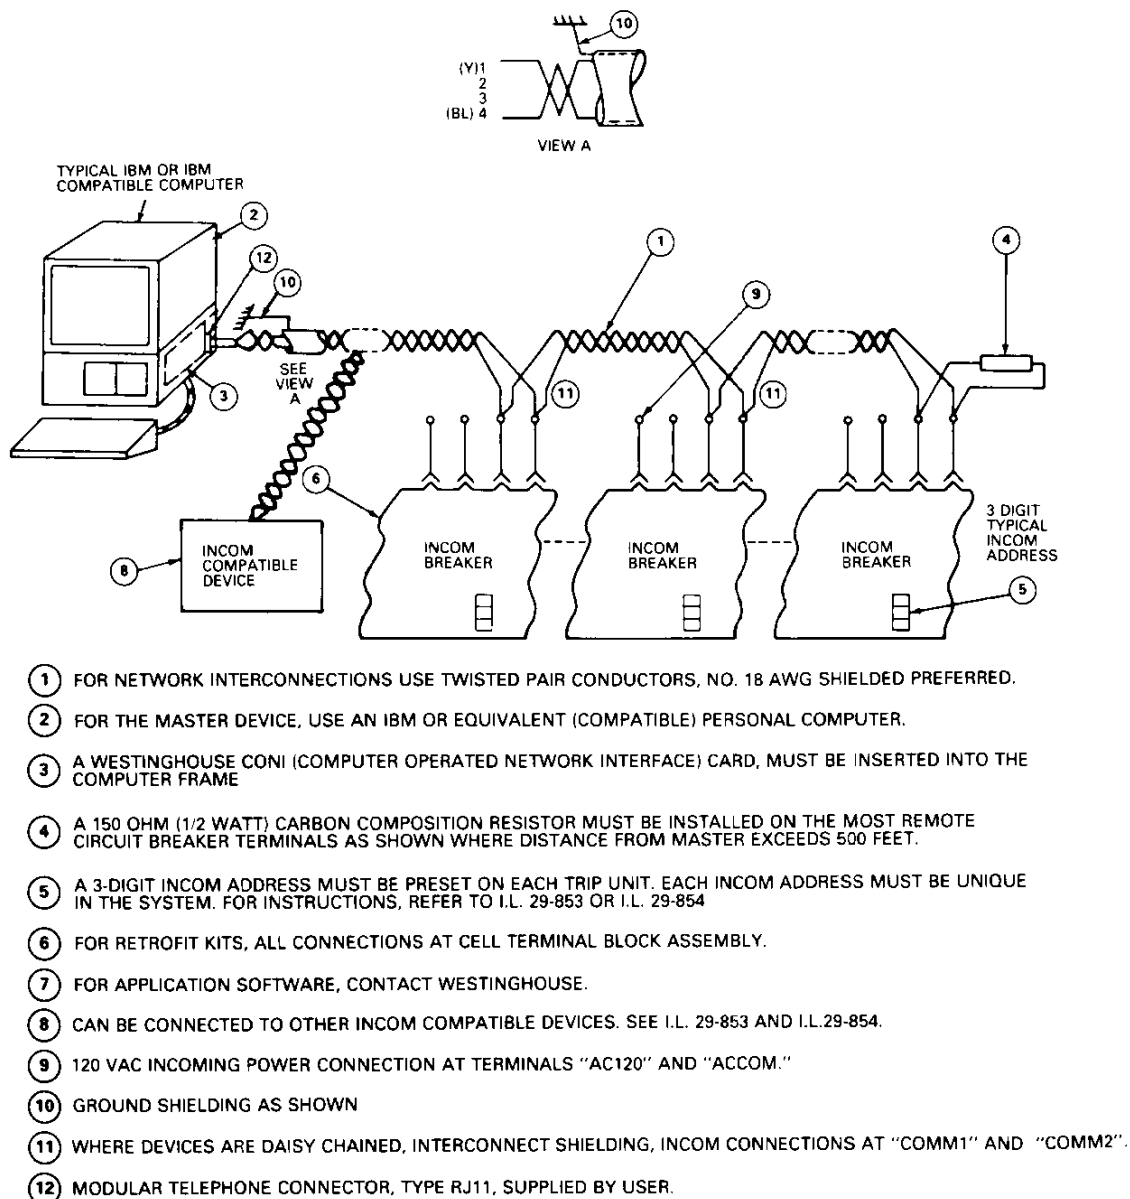 10
(Y)1
2
3
(BL) 4
VIEW A
TYPICAL IBM OR IBM
COMPATIBLE COMPUTER
2
12
10
1
4
9
SEE
VIEW
A
3
11
11
6
3 DIGIT
TYPICAL
INCOM
ADDRESS
8
INCOM
COMPATIBLE
DEVICE
INCOM
BREAKER
INCOM
BREAKER
INCOM
BREAKER
5
1 FOR NETWORK INTERCONNECTIONS USE TWISTED PAIR CONDUCTORS, NO. 18 AWG SHIELDED PREFERRED.
2 FOR THE MASTER DEVICE, USE AN IBM OR EQUIVALENT (COMPATIBLE) PERSONAL COMPUTER.
3 A WESTINGHOUSE CONI (COMPUTER OPERATED NETWORK INTERFACE) CARD, MUST BE INSERTED INTO THE
COMPUTER FRAME
4 A 150 OHM (1/2 WATT) CARBON COMPOSITION RESISTOR MUST BE INSTALLED ON THE MOST REMOTE
CIRCUIT BREAKER TERMINALS AS SHOWN WHERE DISTANCE FROM MASTER EXCEEDS 500 FEET.
5 A 3-DIGIT INCOM ADDRESS MUST BE PRESET ON EACH TRIP UNIT. EACH INCOM ADDRESS MUST BE UNIQUE
IN THE SYSTEM. FOR INSTRUCTIONS, REFER TO I.L. 29-853 OR I.L. 29-854
6 FOR RETROFIT KITS, ALL CONNECTIONS AT CELL TERMINAL BLOCK ASSEMBLY.
7 FOR APPLICATION SOFTWARE, CONTACT WESTINGHOUSE.
8 CAN BE CONNECTED TO OTHER INCOM COMPATIBLE DEVICES. SEE I.L. 29-853 AND I.L.29-854.
9 120 VAC INCOMING POWER CONNECTION AT TERMINALS "AC120" AND "ACCOM."
10 GROUND SHIELDING AS SHOWN
11 WHERE DEVICES ARE DAISY CHAINED, INTERCONNECT SHIELDING, INCOM CONNECTIONS AT "COMM1" AND "COMM2".
12 MODULAR TELEPHONE CONNECTOR, TYPE RJ11, SUPPLIED BY USER.